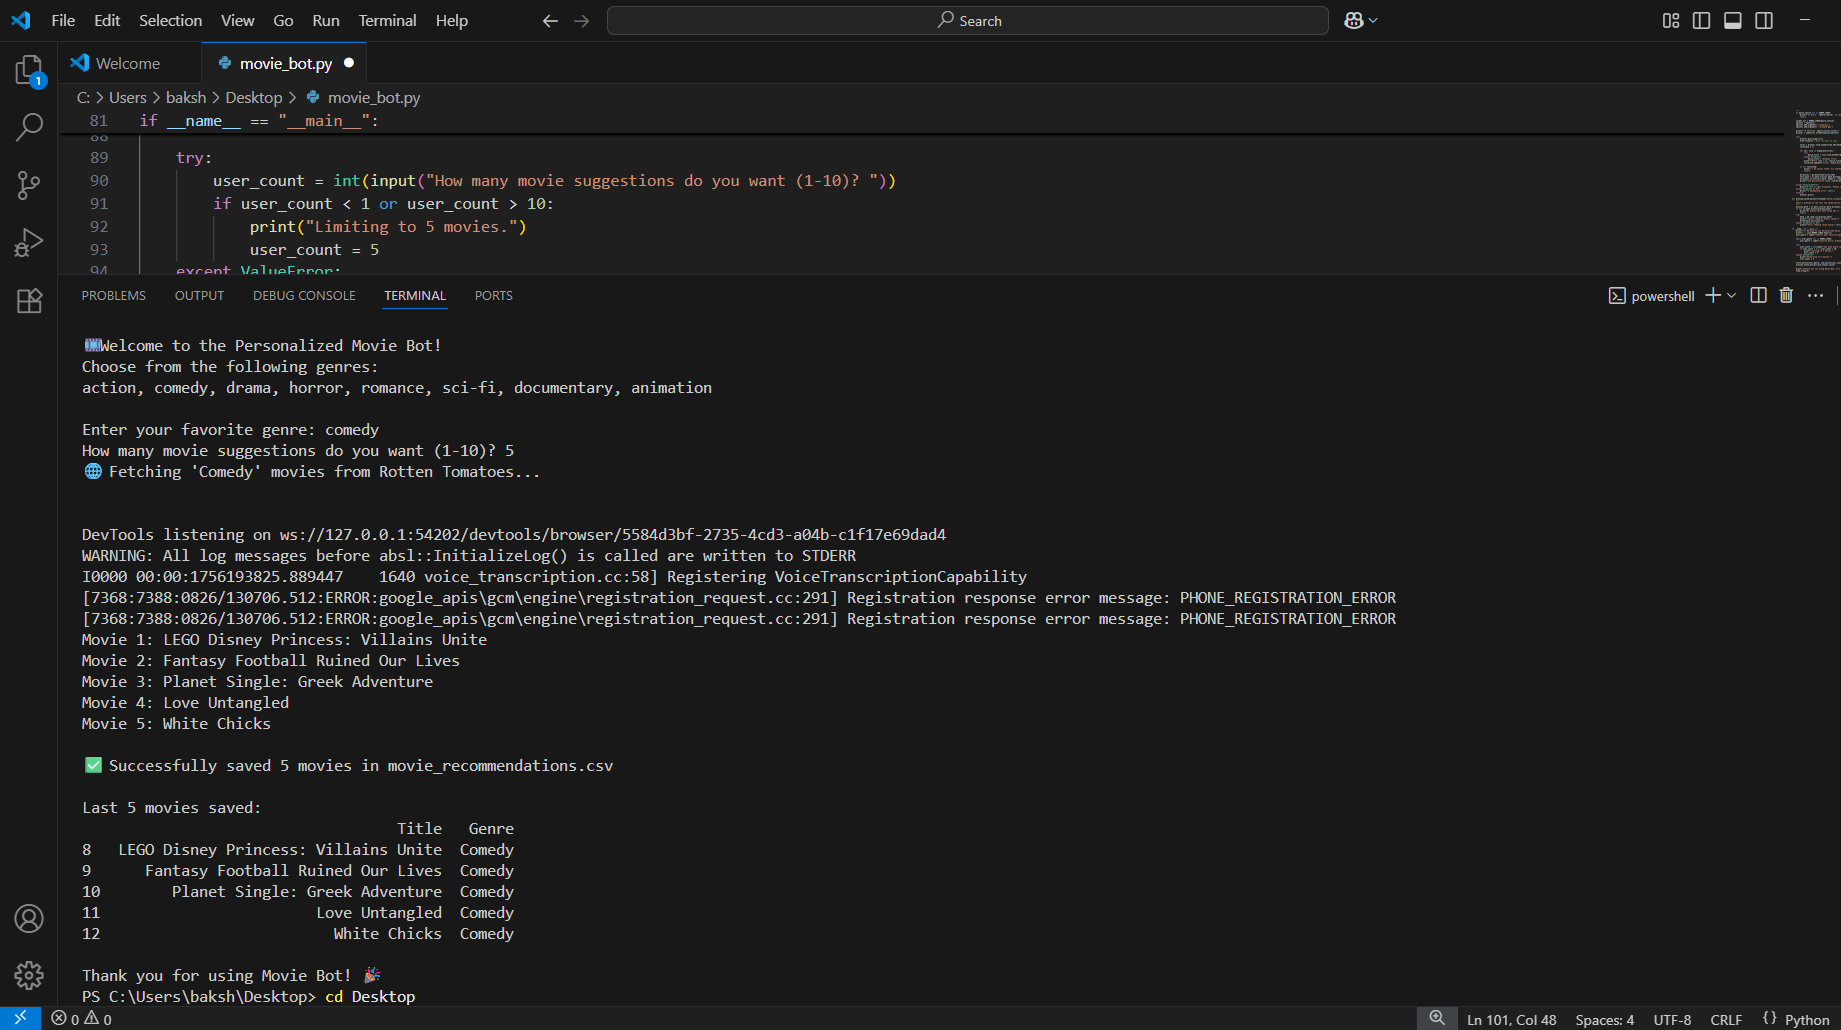 File Edit Selection View Go Run Terminal Help
Search
1
Welcome
movie_bot.py
C: > Users > baksh > Desktop > movie_bot.py
81 if __name__ == "__main__":
88
89 try:
90 user_count = int(input("How many movie suggestions do you want (1-10)? "))
91 if user_count < 1 or user_count > 10:
92 print("Limiting to 5 movies.")
93 user_count = 5
94 except ValueError:
PROBLEMS OUTPUT DEBUG CONSOLE TERMINAL PORTS
powershell
🎞️Welcome to the Personalized Movie Bot!
Choose from the following genres:
action, comedy, drama, horror, romance, sci-fi, documentary, animation
Enter your favorite genre: comedy
How many movie suggestions do you want (1-10)? 5
🌐 Fetching 'Comedy' movies from Rotten Tomatoes...
DevTools listening on ws://127.0.0.1:54202/devtools/browser/5584d3bf-2735-4cd3-a04b-c1f17e69dad4
WARNING: All log messages before absl::InitializeLog() is called are written to STDERR
I0000 00:00:1756193825.889447    1640 voice_transcription.cc:58] Registering VoiceTranscriptionCapability
[7368:7388:0826/130706.512:ERROR:google_apis\gcm\engine\registration_request.cc:291] Registration response error message: PHONE_REGISTRATION_ERROR
[7368:7388:0826/130706.512:ERROR:google_apis\gcm\engine\registration_request.cc:291] Registration response error message: PHONE_REGISTRATION_ERROR
Movie 1: LEGO Disney Princess: Villains Unite
Movie 2: Fantasy Football Ruined Our Lives
Movie 3: Planet Single: Greek Adventure
Movie 4: Love Untangled
Movie 5: White Chicks
✅ Successfully saved 5 movies in movie_recommendations.csv
Last 5 movies saved:
Title Genre
8 LEGO Disney Princess: Villains Unite Comedy
9 Fantasy Football Ruined Our Lives Comedy
10 Planet Single: Greek Adventure Comedy
11 Love Untangled Comedy
12 White Chicks Comedy
Thank you for using Movie Bot! 🎉
PS C:\Users\baksh\Desktop> cd Desktop
0 0
Ln 101, Col 48 Spaces: 4 UTF-8 CRLF {} Python